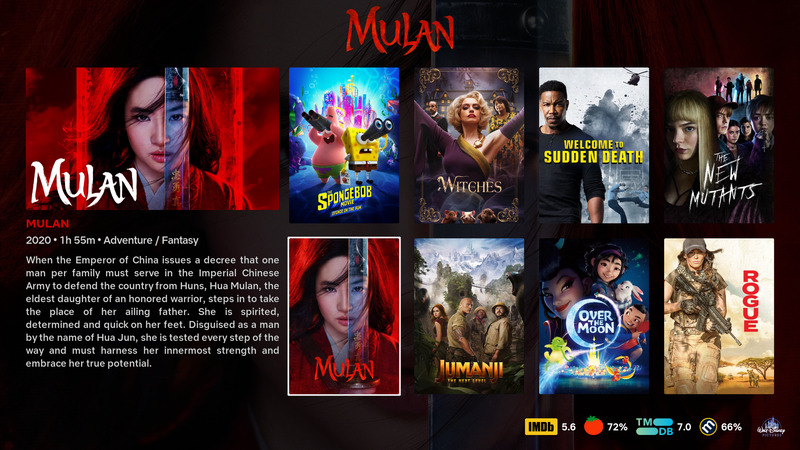 MULAN
MULAN
MULAN
2020 • 1h 55m • Adventure / Fantasy
When the Emperor of China issues a decree that one
man per family must serve in the Imperial Chinese
Army to defend the country from Huns, Hua Mulan, the
eldest daughter of an honored warrior, steps in to take
the place of her ailing father. She is spirited,
determined and quick on her feet. Disguised as a man
by the name of Hua Jun, she is tested every step of the
way and must harness her innermost strength and
embrace her true potential.
THE
SPONGEBOB
MOVIE
SPONGE ON THE RUN
WITCHES
WELCOME TO
SUDDEN DEATH
THE
NEW
MUTANTS
MULAN
JUMANJI
THE NEXT LEVEL
OVER
THE
MOON
ROGUE
IMDb 5.6
72%
TMDB 7.0
66%
Walt Disney
PICTURES